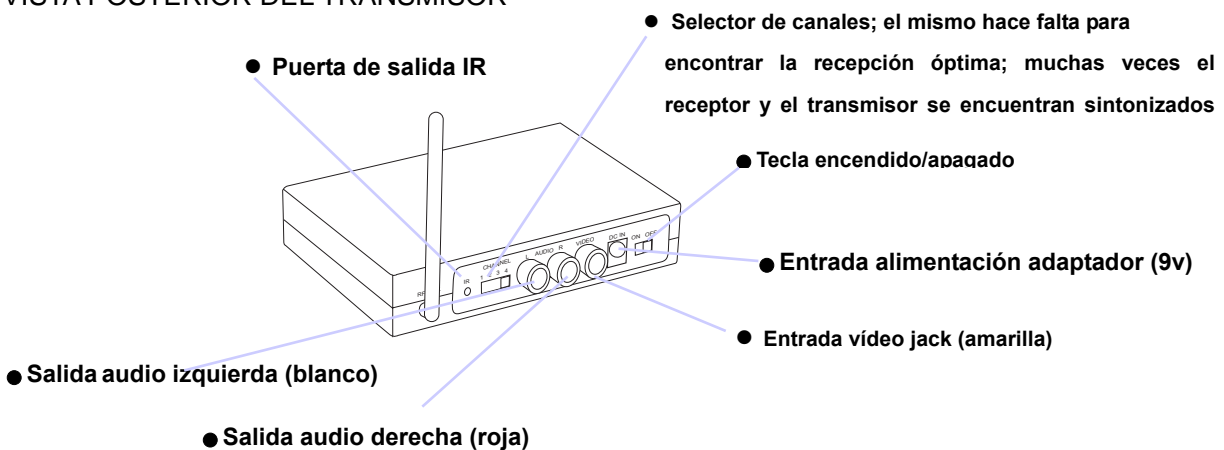 VISTA POSTERIOR DEL TRANSMISOR
● Selector de canales; el mismo hace falta para
encontrar la recepción óptima; muchas veces el
receptor y el transmisor se encuentran sintonizados
● Puerta de salida IR
● Tecla encendido/apagado
● Entrada alimentación adaptador (9v)
● Entrada vídeo jack (amarilla)
● Salida audio izquierda (blanco)
● Salida audio derecha (roja)
IR
CHANNEL
1 3 4
L AUDIO R
VIDEO
DC IN
ON OFF